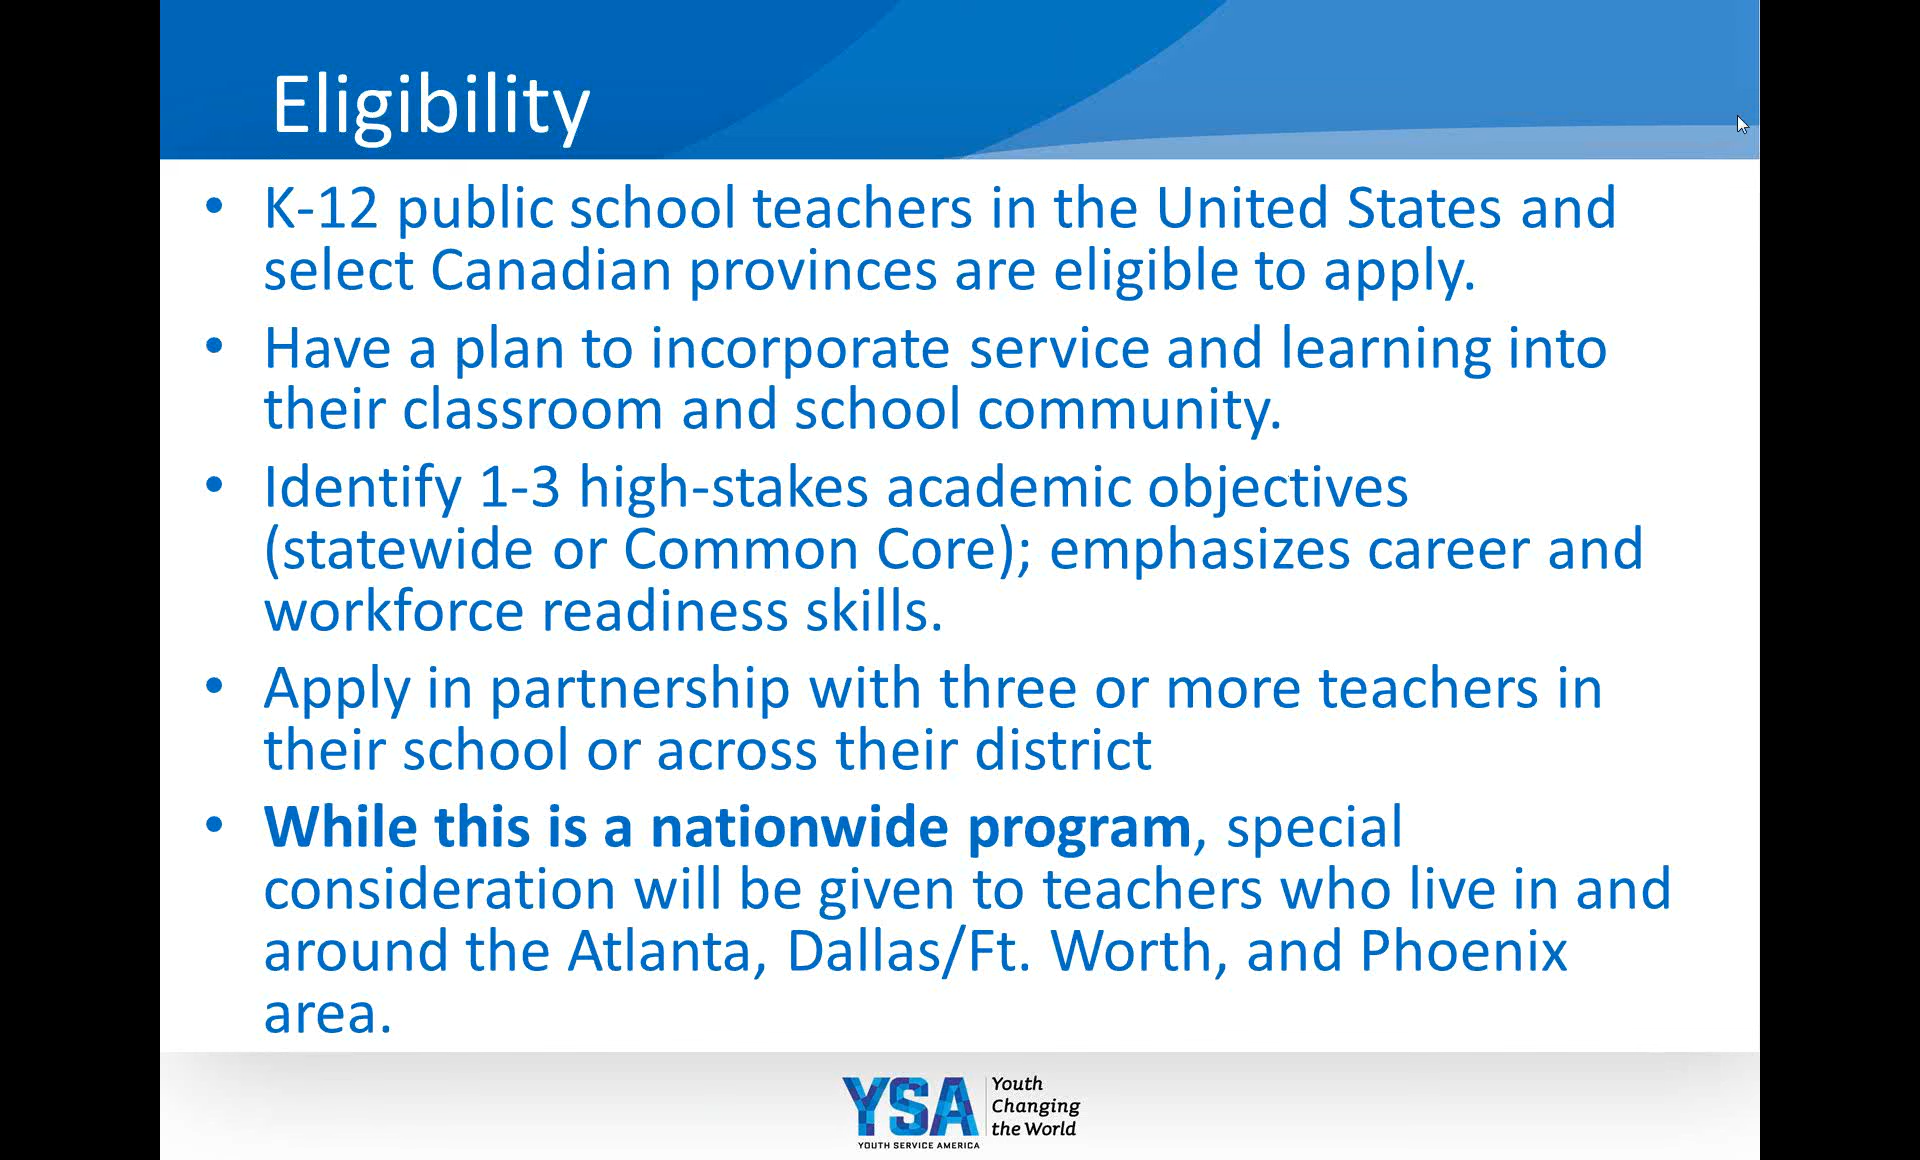 Eligibility
• K-12 public school teachers in the United States and
select Canadian provinces are eligible to apply.
• Have a plan to incorporate service and learning into
their classroom and school community.
• Identify 1-3 high-stakes academic objectives
(statewide or Common Core); emphasizes career and
workforce readiness skills.
• Apply in partnership with three or more teachers in
their school or across their district
• While this is a nationwide program, special
consideration will be given to teachers who live in and
around the Atlanta, Dallas/Ft. Worth, and Phoenix
area.
YSA
YOUTH SERVICE AMERICA
Youth
Changing
the World